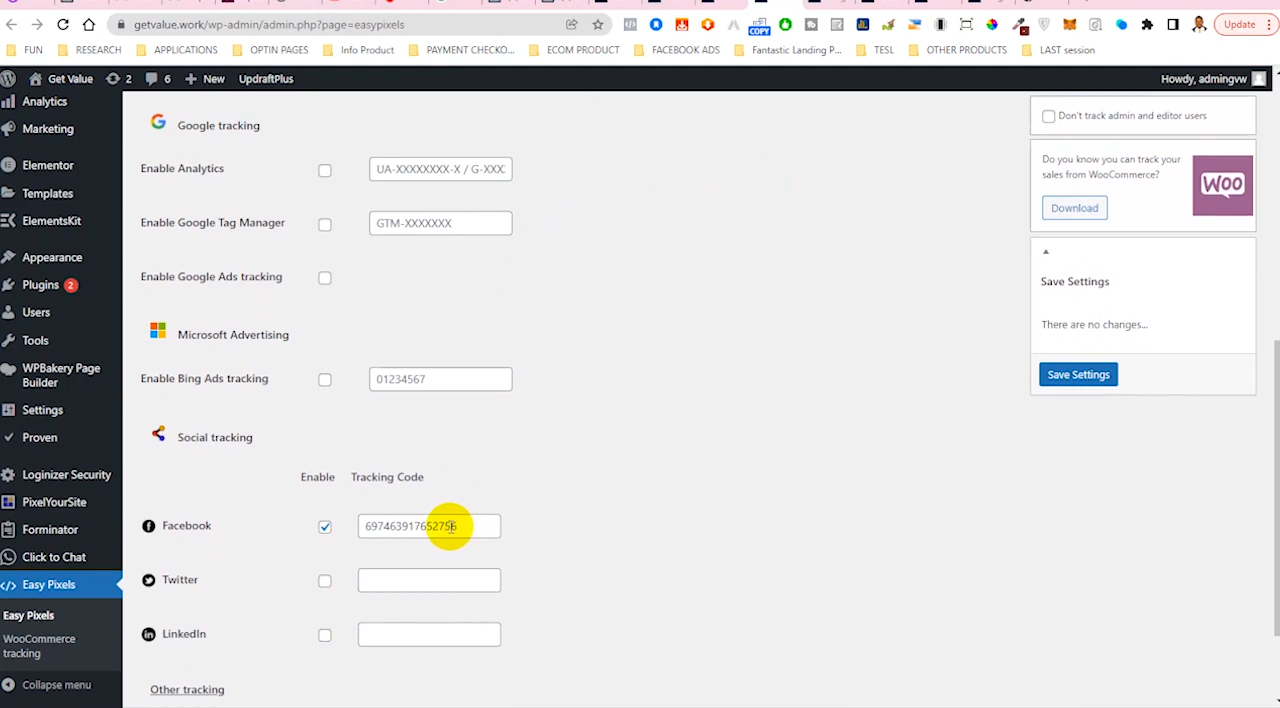 getvalue.work/wp-admin/admin.php?page=easypixels
Update
FUN
RESEARCH
APPLICATIONS
OPTIN PAGES
Info Product
PAYMENT CHECKO...
ECOM PRODUCT
FACEBOOK ADS
Fantastic Landing P...
TESL
OTHER PRODUCTS
LAST session
COPY
Get Value
2
6
New
UpdraftPlus
Howdy, admingvw
Analytics
Marketing
Elementor
Templates
ElementsKit
Appearance
Plugins 2
Users
Tools
WPBakery Page
Builder
Settings
Proven
Loginizer Security
PixelYourSite
Forminator
Click to Chat
Easy Pixels
Easy Pixels
WooCommerce
tracking
Collapse menu
Google tracking
Enable Analytics
UA-XXXXXXXX-X / G-XXXC
Enable Google Tag Manager
GTM-XXXXXXX
Enable Google Ads tracking
Microsoft Advertising
Enable Bing Ads tracking
01234567
Social tracking
Enable
Tracking Code
Facebook
697463917652756
Twitter
LinkedIn
Other tracking
Don't track admin and editor users
Do you know you can track your
sales from WooCommerce?
Download
WOO
Save Settings
There are no changes...
Save Settings